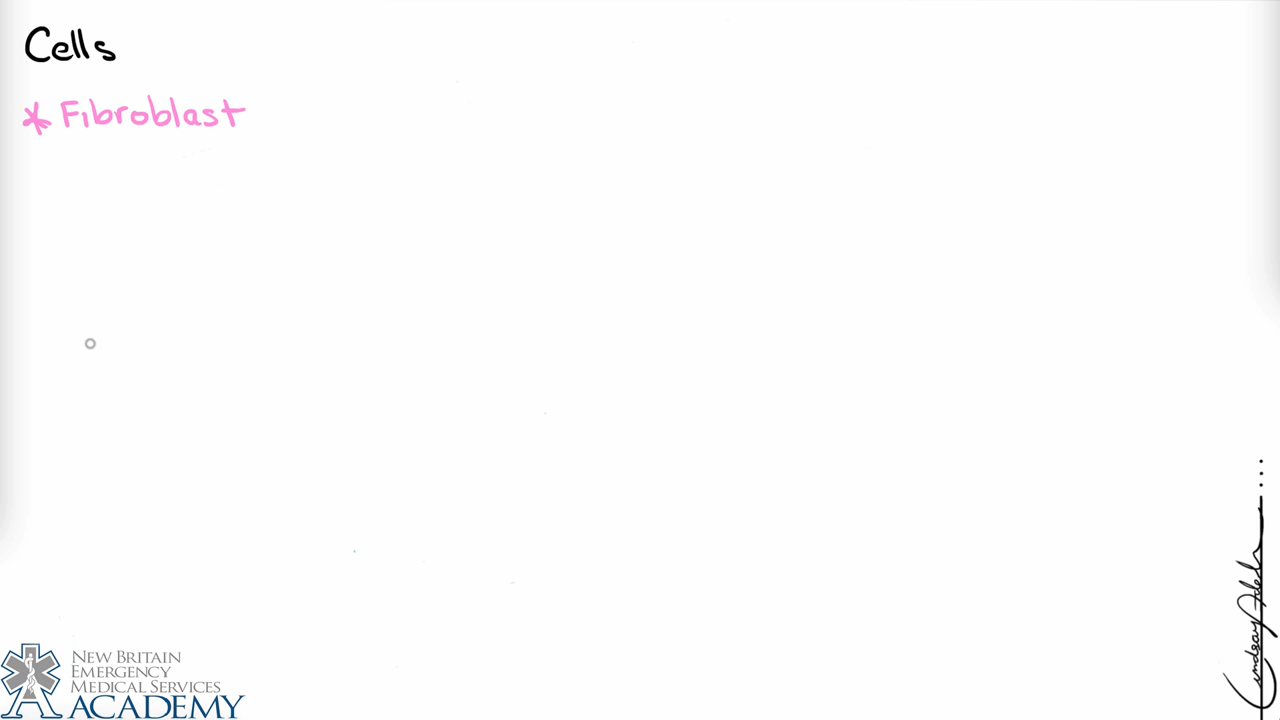 Cells
* Fibroblast
NEW BRITAIN
EMERGENCY
MEDICAL SERVICES
ACADEMY